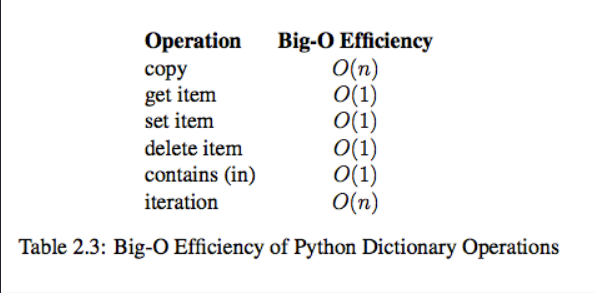 Operation Big-O Efficiency
copy O(n)
get item O(1)
set item O(1)
delete item O(1)
contains (in) O(1)
iteration O(n)
Table 2.3: Big-O Efficiency of Python Dictionary Operations